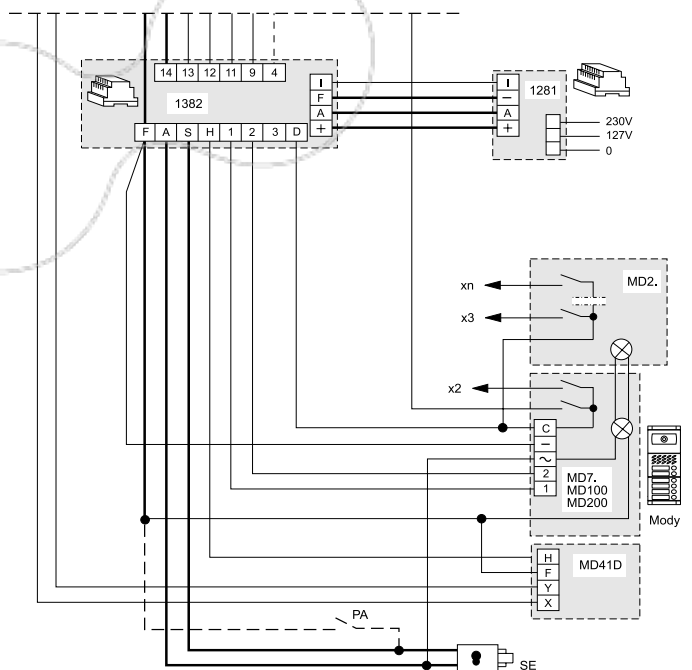 14 13 12 11 9 4
1382
I
F
A
+
F A S H 1 2 3 D
I
−
A
+
1281
230V
127V
0
xn
x3
MD2.
x2
C
−
~
2
1
MD7.
MD100
MD200
Mody
H
F
Y
X
MD41D
PA
SE